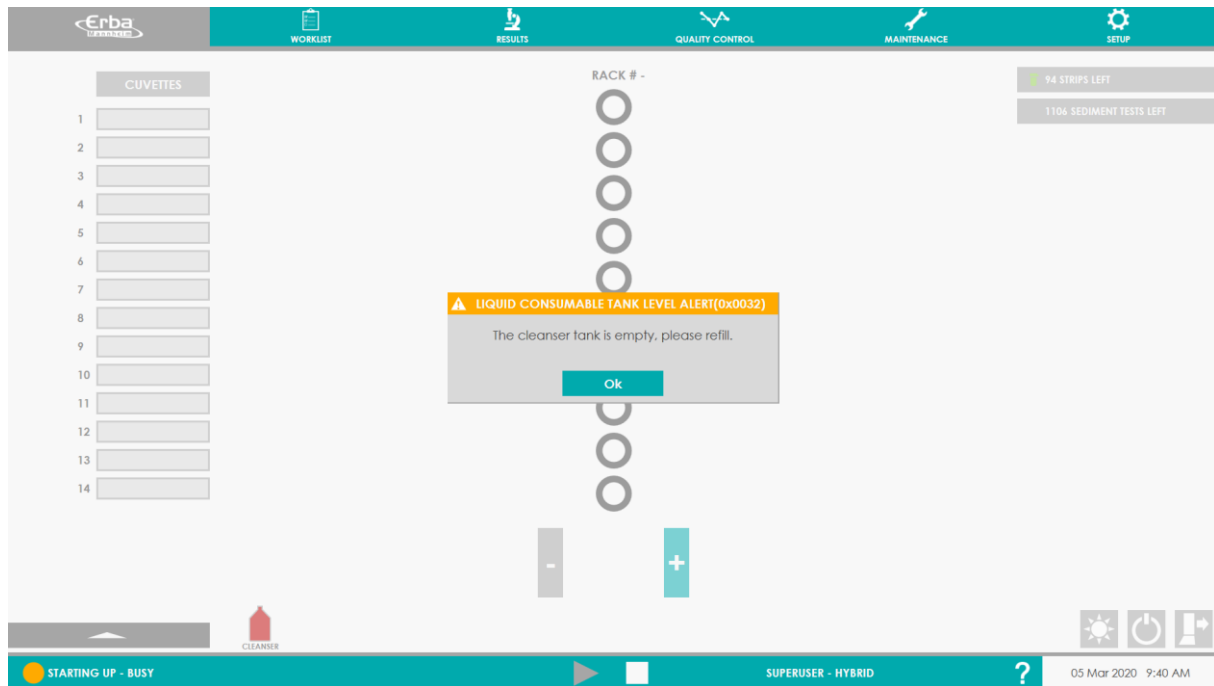 Erba
Mannheim
WORKLIST
RESULTS
QUALITY CONTROL
MAINTENANCE
SETUP
CUVETTES
RACK # -
94 STRIPS LEFT
1106 SEDIMENT TESTS LEFT
1
2
3
4
5
6
7
8
9
10
11
12
13
14
LIQUID CONSUMABLE TANK LEVEL ALERT(0x0032)
The cleanser tank is empty, please refill.
Ok
-
+
CLEANSER
STARTING UP - BUSY
SUPERUSER - HYBRID
?
05 Mar 2020 9:40 AM